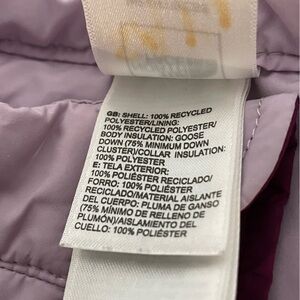 GB: SHELL: 100% RECYCLED
POLYESTER/LINING:
100% RECYCLED POLYESTER/
BODY INSULATION: GOOSE
DOWN (75% MINIMUM DOWN
CLUSTER)/COLLAR INSULATION:
100% POLYESTER
E: TELA EXTERIOR:
100% POLIÉSTER RECICLADO/
FORRO: 100% POLIÉSTER
RECICLADO/MATERIAL AISLANTE
DEL CUERPO: PLUMA DE GANSO
(75% MÍNIMO DE RELLENO DE
PLUMÓN)/AISLAMIENTO DEL
CUELLO: 100% POLIÉSTER